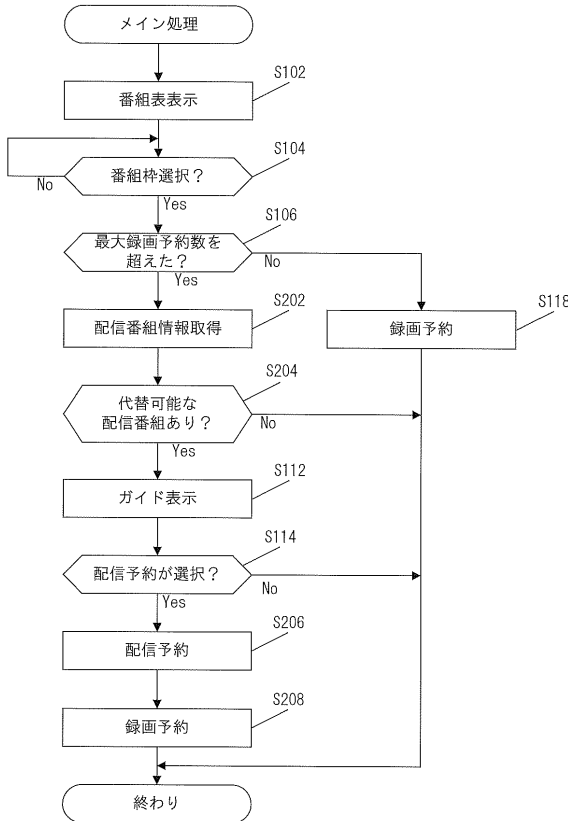 メイン処理
S102
番組表表示
S104
番組枠選択？
No
Yes
S106
最大録画予約数を
超えた？
No
Yes
S202
配信番組情報取得
S118
録画予約
S204
代替可能な
配信番組あり？
No
Yes
S112
ガイド表示
S114
配信予約が選択？
No
Yes
S206
配信予約
S208
録画予約
終わり